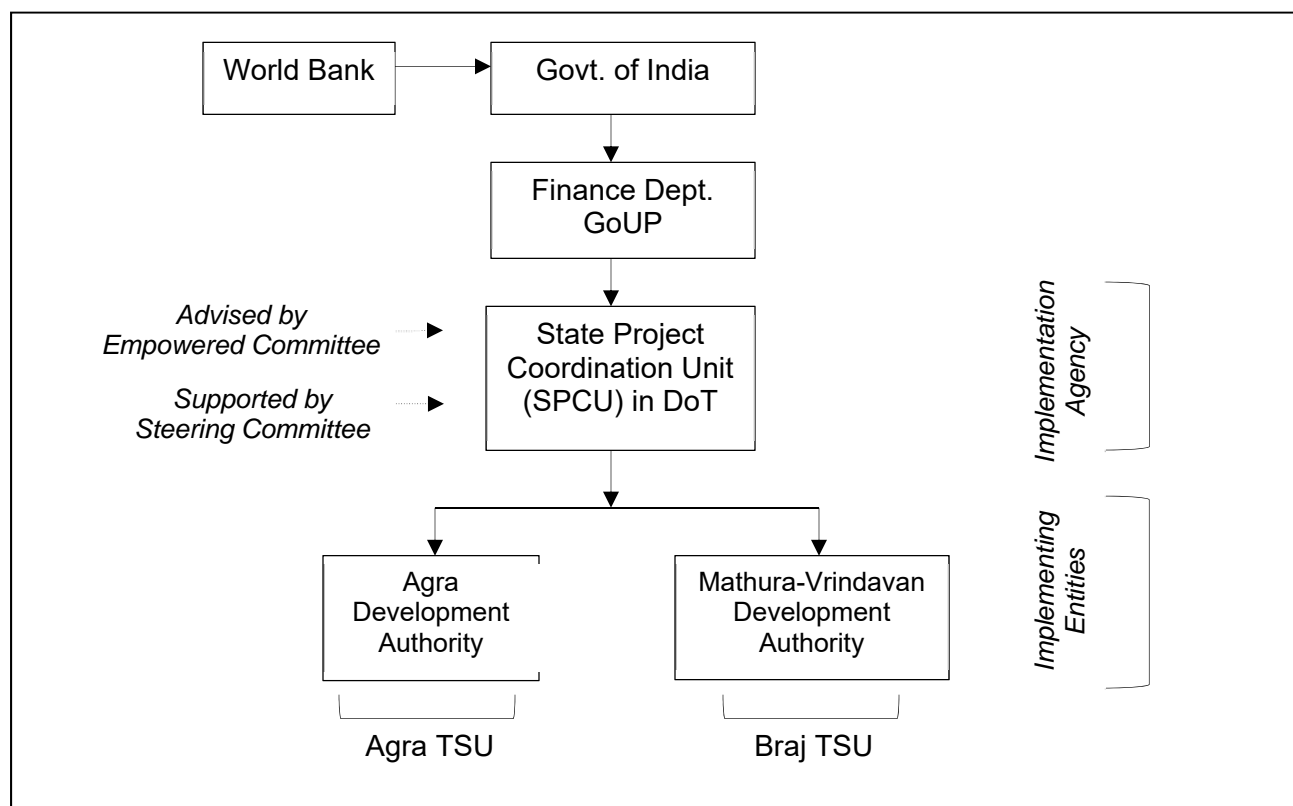 World Bank
Govt. of India
Finance Dept.
GoUP
Advised by
Empowered Committee
Supported by
Steering Committee
State Project
Coordination Unit
(SPCU) in DoT
Implementation
Agency
Agra
Development
Authority
Mathura-Vrindavan
Development
Authority
Implementing
Entities
Agra TSU
Braj TSU